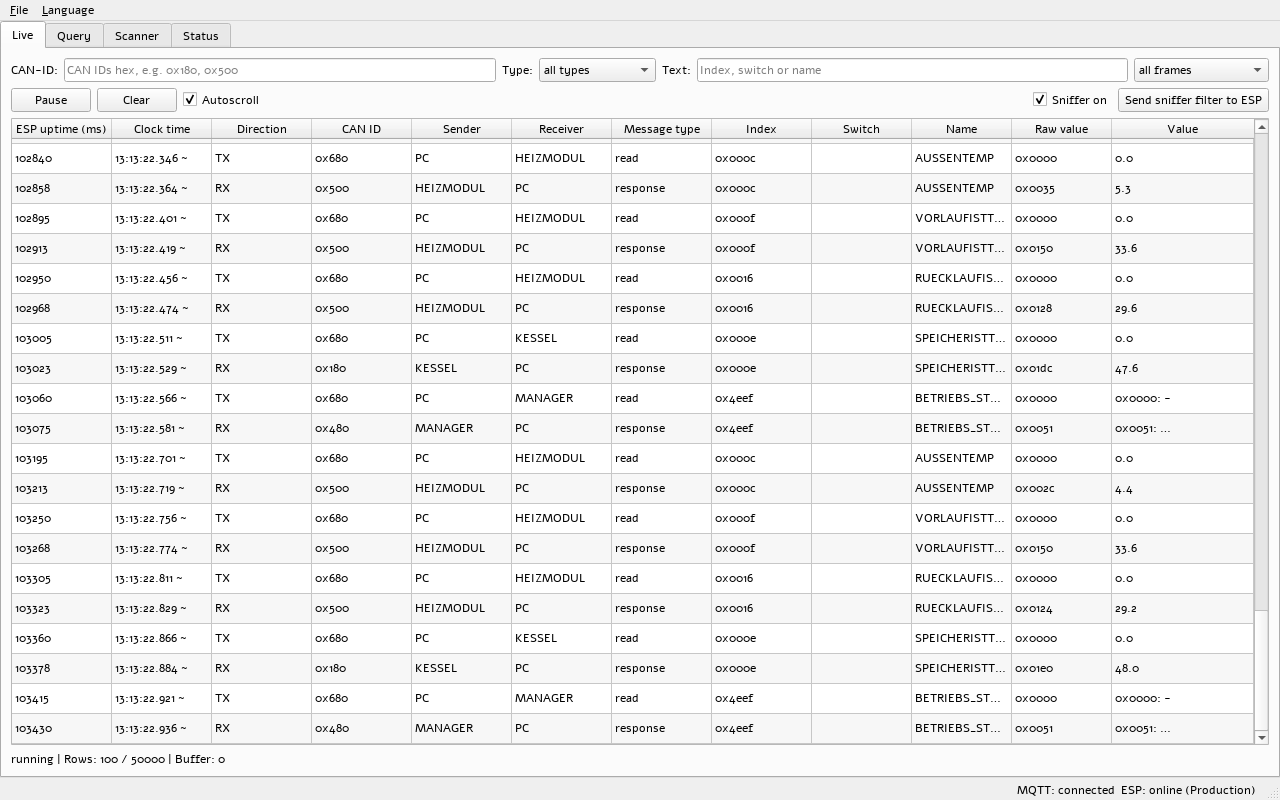 File Language
Live Query Scanner Status
CAN-ID: CAN IDs hex, e.g. 0x180, 0x500 Type: all types Text: Index, switch or name all frames
Pause Clear Autoscroll Sniffer on Send sniffer filter to ESP
ESP uptime (ms) Clock time Direction CAN ID Sender Receiver Message type Index Switch Name Raw value Value
102840 13:13:22.346 ~ TX 0x680 PC HEIZMODUL read 0x000c AUSSENTEMP 0x0000 0.0
102858 13:13:22.364 ~ RX 0x500 HEIZMODUL PC response 0x000c AUSSENTEMP 0x0035 5.3
102895 13:13:22.401 ~ TX 0x680 PC HEIZMODUL read 0x000f VORLAUFISTT... 0x0000 0.0
102913 13:13:22.419 ~ RX 0x500 HEIZMODUL PC response 0x000f VORLAUFISTT... 0x0150 33.6
102950 13:13:22.456 ~ TX 0x680 PC HEIZMODUL read 0x0016 RUECKLAUFIS... 0x0000 0.0
102968 13:13:22.474 ~ RX 0x500 HEIZMODUL PC response 0x0016 RUECKLAUFIS... 0x0128 29.6
103005 13:13:22.511 ~ TX 0x680 PC KESSEL read 0x000e SPEICHERISTT... 0x0000 0.0
103023 13:13:22.529 ~ RX 0x180 KESSEL PC response 0x000e SPEICHERISTT... 0x01dc 47.6
103060 13:13:22.566 ~ TX 0x680 PC MANAGER read 0x4eef BETRIEBS_ST... 0x0000 0x0000: -
103075 13:13:22.581 ~ RX 0x480 MANAGER PC response 0x4eef BETRIEBS_ST... 0x0051 0x0051: ...
103195 13:13:22.701 ~ TX 0x680 PC HEIZMODUL read 0x000c AUSSENTEMP 0x0000 0.0
103213 13:13:22.719 ~ RX 0x500 HEIZMODUL PC response 0x000c AUSSENTEMP 0x002c 4.4
103250 13:13:22.756 ~ TX 0x680 PC HEIZMODUL read 0x000f VORLAUFISTT... 0x0000 0.0
103268 13:13:22.774 ~ RX 0x500 HEIZMODUL PC response 0x000f VORLAUFISTT... 0x0150 33.6
103305 13:13:22.811 ~ TX 0x680 PC HEIZMODUL read 0x0016 RUECKLAUFIS... 0x0000 0.0
103323 13:13:22.829 ~ RX 0x500 HEIZMODUL PC response 0x0016 RUECKLAUFIS... 0x0124 29.2
103360 13:13:22.866 ~ TX 0x680 PC KESSEL read 0x000e SPEICHERISTT... 0x0000 0.0
103378 13:13:22.884 ~ RX 0x180 KESSEL PC response 0x000e SPEICHERISTT... 0x01e0 48.0
103415 13:13:22.921 ~ TX 0x680 PC MANAGER read 0x4eef BETRIEBS_ST... 0x0000 0x0000: -
103430 13:13:22.936 ~ RX 0x480 MANAGER PC response 0x4eef BETRIEBS_ST... 0x0051 0x0051: ...
running | Rows: 100 / 50000 | Buffer: 0
MQTT: connected ESP: online (Production)